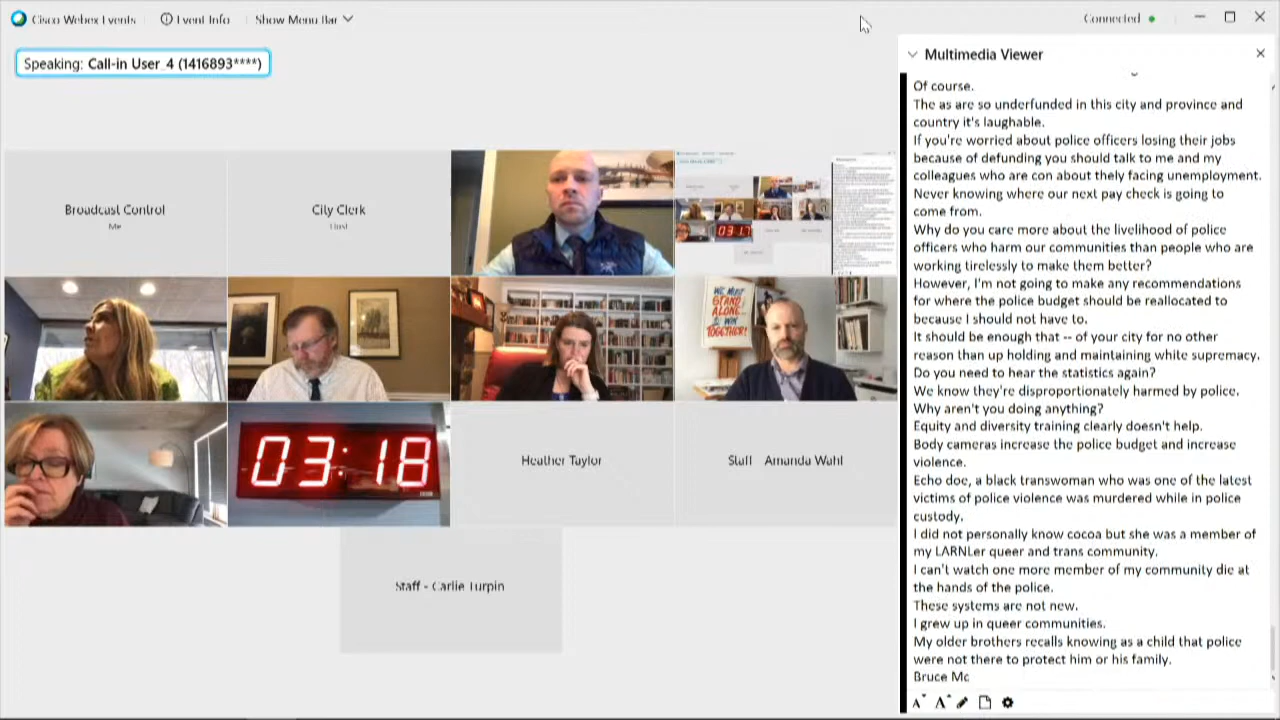 Cisco Webex Events
Event Info
Show Menu Bar
Connected
Speaking: Call-in User_4 (1416893****)
Multimedia Viewer
Broadcast
Me
City Clerk
Host
WE MUST
STAND
ALONE...
WIN
TOGETHER!
03:18
Heather Taylor
Staff Amanda Wahl
Staff - Carlie Turpin
Of course.
The as are so underfunded in this city and province and
country it's laughable.
If you're worried about police officers losing their jobs
because of defunding you should talk to me and my
colleagues who are con about thely facing unemployment.
Never knowing where our next pay check is going to
come from.
Why do you care more about the livelihood of police
officers who harm our communities than people who are
working tirelessly to make them better?
However, I'm not going to make any recommendations
for where the police budget should be reallocated to
because I should not have to.
It should be enough that -- of your city for no other
reason than up holding and maintaining white supremacy.
Do you need to hear the statistics again?
We know they're disproportionately harmed by police.
Why aren't you doing anything?
Equity and diversity training clearly doesn't help.
Body cameras increase the police budget and increase
violence.
Echo doe, a black transwoman who was one of the latest
victims of police violence was murdered while in police
custody.
I did not personally know cocoa but she was a member of
my LARNLer queer and trans community.
I can't watch one more member of my community die at
the hands of the police.
These systems are not new.
I grew up in queer communities.
My older brothers recalls knowing as a child that police
were not there to protect him or his family.
Bruce Mc